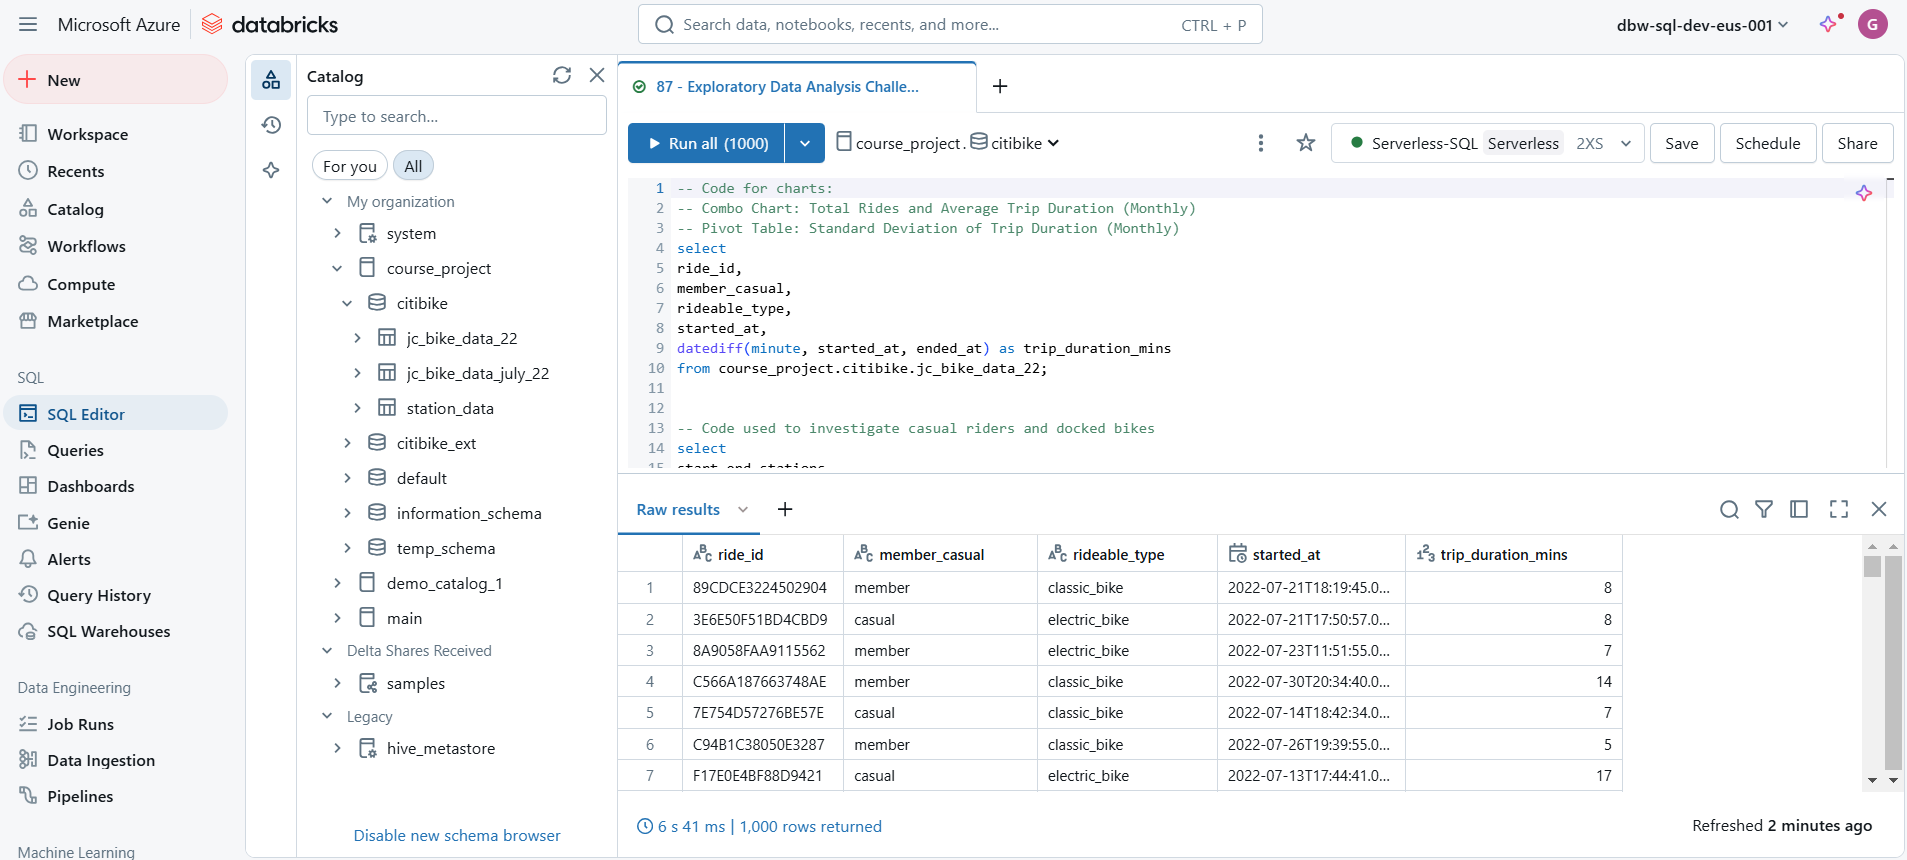 Microsoft Azure
databricks
Search data, notebooks, recents, and more...
CTRL + P
dbw-sql-dev-eus-001
G
New
Workspace
Recents
Catalog
Workflows
Compute
Marketplace
SQL
SQL Editor
Queries
Dashboards
Genie
Alerts
Query History
SQL Warehouses
Data Engineering
Job Runs
Data Ingestion
Pipelines
Machine Learning
Catalog
Type to search...
For you
All
My organization
system
course_project
citibike
jc_bike_data_22
jc_bike_data_july_22
station_data
citibike_ext
default
information_schema
temp_schema
demo_catalog_1
main
Delta Shares Received
samples
Legacy
hive_metastore
Disable new schema browser
87 - Exploratory Data Analysis Challe...
Run all (1000)
course_project. citibike
Serverless-SQL Serverless 2XS
Save
Schedule
Share
1 -- Code for charts:
2 -- Combo Chart: Total Rides and Average Trip Duration (Monthly)
3 -- Pivot Table: Standard Deviation of Trip Duration (Monthly)
4 select
5 ride_id,
6 member_casual,
7 rideable_type,
8 started_at,
9 datediff(minute, started_at, ended_at) as trip_duration_mins
10 from course_project.citibike.jc_bike_data_22;
11
12
13 -- Code used to investigate casual riders and docked bikes
14 select
15 start_end_stations
Raw results
ride_id member_casual rideable_type started_at 123 trip_duration_mins
1 89CDCE3224502904 member classic_bike 2022-07-21T18:19:45.0... 8
2 3E6E50F51BD4CBD9 casual electric_bike 2022-07-21T17:50:57.0... 8
3 8A9058FAA9115562 member electric_bike 2022-07-23T11:51:55.0... 7
4 C566A187663748AE member classic_bike 2022-07-30T20:34:40.0... 14
5 7E754D57276BE57E casual classic_bike 2022-07-14T18:42:34.0... 7
6 C94B1C38050E3287 member classic_bike 2022-07-26T19:39:55.0... 5
7 F17E0E4BF88D9421 casual electric_bike 2022-07-13T17:44:41.0... 17
6 s 41 ms | 1,000 rows returned
Refreshed 2 minutes ago